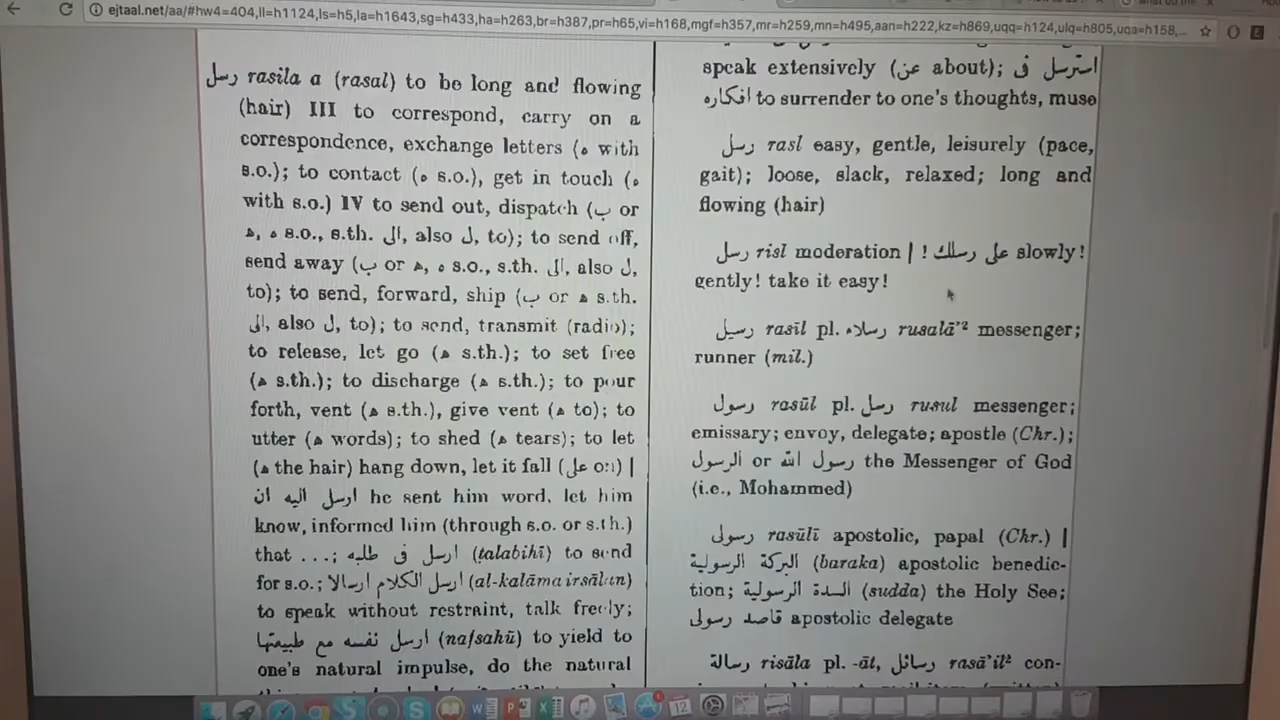 ejtaal.net/aa/#hw4=404,ll=h1124,ls=h5,la=h1643,sg=h433,ha=h263,br=h387,pr=h65,vi=h168,mgf=h357,mr=h259,mn=h495,aan=h222,kz=h869,uqq=h124,ulq=h805,uqa=h158,...
رسل rasila a (rasal) to be long and flowing
(hair) III to correspond, carry on a
correspondence, exchange letters (ه with
s.o.); to contact (ه s.o.), get in touch (ه
with s.o.) IV to send out, dispatch (ب or
ھ, ه s.o., s.th. الى, also ل, to); to send off,
send away (ب or ھ, ه s.o., s.th. الى, also ل,
to); to send, forward, ship (ب or ھ s.th.
الى, also ل, to); to send, transmit (radio);
to release, let go (ھ s.th.); to set free
(ھ s.th.); to discharge (ھ s.th.); to pour
forth, vent (ھ s.th.), give vent (ھ to); to
utter (ھ words); to shed (ھ tears); to let
(ھ the hair) hang down, let it fall (على on) |
ارسل اليه ان he sent him word, let him
know, informed him (through s.o. or s.th.)
that ...; ارسل فى طلبه (ṭalabihī) to send
for s.o.; ارسل الكلام ارسالا (al-kalāma irsālan)
to speak without restraint, talk freely;
ارسل نفسه مع طبيعتها (nafsahū) to yield to
one's natural impulse, do the natural
speak extensively (عن about); استرسل فى
افكاره to surrender to one's thoughts, muse
رسل rasl easy, gentle, leisurely (pace,
gait); loose, slack, relaxed; long and
flowing (hair)
رسل risl moderation | على رسلك ! slowly!
gently! take it easy!
رسيل rasīl pl. رسلاء rusalā'² messenger;
runner (mil.)
رسول rasūl pl. رسل rusul messenger;
emissary; envoy, delegate; apostle (Chr.);
الرسول or رسول الله the Messenger of God
(i.e., Mohammed)
رسولى rasūlī apostolic, papal (Chr.) |
البركة الرسولية (baraka) apostolic benedic-
tion; السدة الرسولية (sudda) the Holy See;
قاصد رسولى apostolic delegate
رسالة risāla pl. -āt, رسائل rasā'il² con-